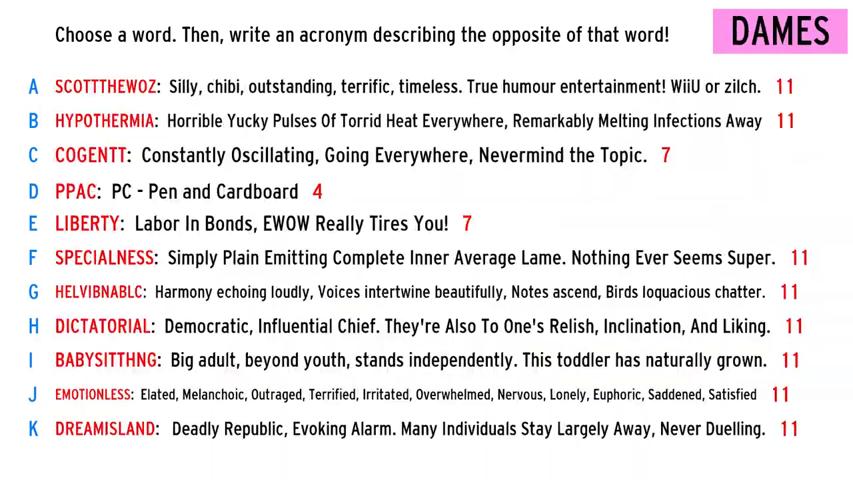 Choose a word. Then, write an acronym describing the opposite of that word!
DAMES
A SCOTTTHEWOZ: Silly, chibi, outstanding, terrific, timeless. True humour entertainment! WiiU or zilch. 11
B HYPOTHERMIA: Horrible Yucky Pulses Of Torrid Heat Everywhere, Remarkably Melting Infections Away 11
C COGENTT: Constantly Oscillating, Going Everywhere, Nevermind the Topic. 7
D PPAC: PC - Pen and Cardboard 4
E LIBERTY: Labor In Bonds, EWOW Really Tires You! 7
F SPECIALNESS: Simply Plain Emitting Complete Inner Average Lame. Nothing Ever Seems Super. 11
G HELVIBNABLC: Harmony echoing loudly, Voices intertwine beautifully, Notes ascend, Birds loquacious chatter. 11
H DICTATORIAL: Democratic, Influential Chief. They're Also To One's Relish, Inclination, And Liking. 11
I BABYSITTHNG: Big adult, beyond youth, stands independently. This toddler has naturally grown. 11
J EMOTIONLESS: Elated, Melanchoic, Outraged, Terrified, Irritated, Overwhelmed, Nervous, Lonely, Euphoric, Saddened, Satisfied 11
K DREAMISLAND: Deadly Republic, Evoking Alarm. Many Individuals Stay Largely Away, Never Duelling. 11